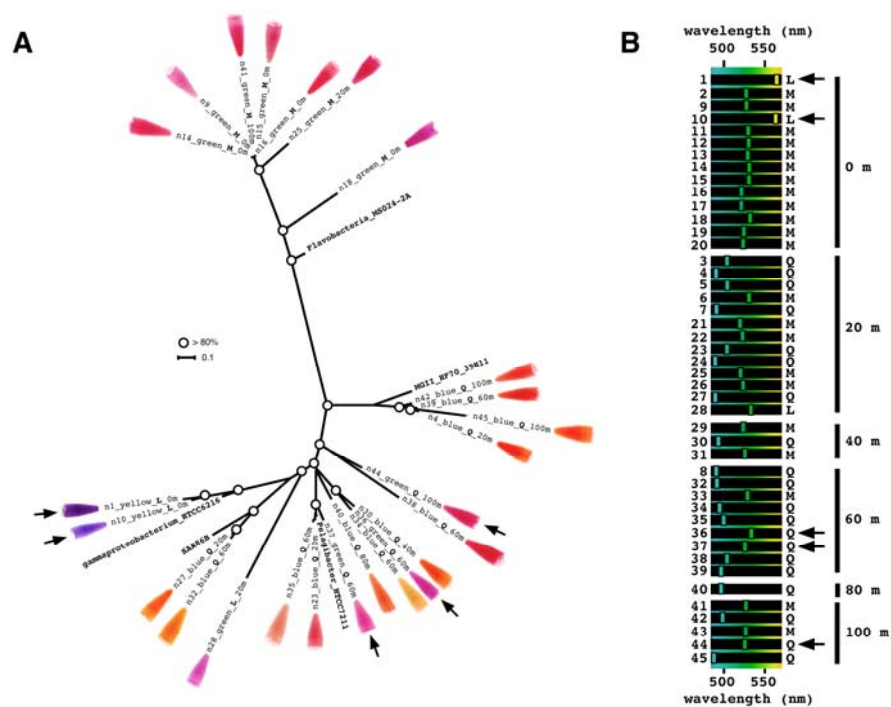 A
n41_green_M_100m
n15_green_M_0m
n9_green_M_0m
n16_green_M_0m
n25_green_M_20m
n14_green_M_0m
n18_green_M_0m
Flavobacteria_MS024-2A
> 80%
0.1
MGII_HF70_39H11
n42_blue_Q_100m
n39_blue_Q_60m
n45_blue_Q_100m
n4_blue_Q_20m
n44_green_Q_100m
n38_blue_Q_60m
n30_blue_Q_40m
n36_green_Q_60m
n34_blue_Q_60m
n40_blue_Q_80m
n37_green_Q_60m
Pelagibacter_HTCC7211
n23_blue_Q_20m
n35_blue_Q_60m
n28_green_L_20m
n32_blue_Q_60m
n27_blue_Q_20m
SAR86B
gammaproteobacterium_HTCC6216
n10_yellow_L_0m
n1_yellow_L_0m
B
wavelength (nm)
500 550
1 L
2 M
9 M
10 L
11 M
12 M
13 M
14 M
15 M
16 M
17 M
18 M
19 M
20 M
0 m
3 Q
4 Q
5 Q
6 M
7 Q
21 M
22 M
23 Q
24 Q
25 M
26 M
27 Q
28 L
20 m
29 M
30 Q
31 M
40 m
8 Q
32 Q
33 M
34 Q
35 Q
36 Q
37 Q
38 Q
39 Q
60 m
40 Q
80 m
41 M
42 Q
43 M
44 Q
45 Q
100 m
500 550
wavelength (nm)